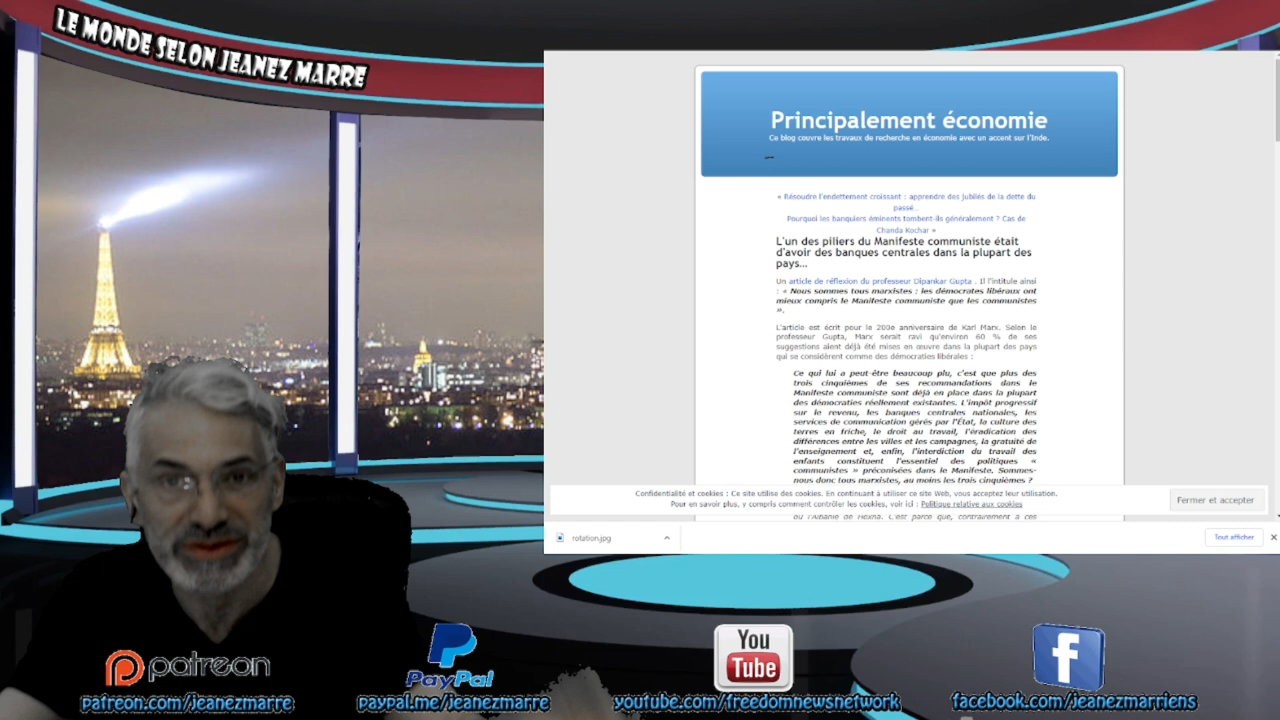 LE MONDE SELON JEANEZ MARRE
Principalement économie
Ce blog couvre les travaux de recherche en économie avec un accent sur l'Inde.
« Résoudre l'endettement croissant : apprendre des jubilés de la dette du
passé…
Pourquoi les banquiers éminents tombent-ils généralement ? Cas de
Chanda Kochar »
L'un des piliers du Manifeste communiste était
d'avoir des banques centrales dans la plupart des
pays…
Un article de réflexion du professeur Dipankar Gupta . Il l'intitule ainsi
: « Nous sommes tous marxistes : les démocrates libéraux ont
mieux compris le Manifeste communiste que les communistes
».
L'article est écrit pour le 200e anniversaire de Karl Marx. Selon le
professeur Gupta, Marx serait ravi qu'environ 60 % de ses
suggestions aient déjà été mises en œuvre dans la plupart des pays
qui se considèrent comme des démocraties libérales :
Ce qui lui a peut-être beaucoup plu, c'est que plus des
trois cinquièmes de ses recommandations dans le
Manifeste communiste sont déjà en place dans la plupart
des démocraties réellement existantes. L'impôt progressif
sur le revenu, les banques centrales nationales, les
services de communication gérés par l'État, la culture des
terres en friche, le droit au travail, l'éradication des
différences entre les villes et les campagnes, la gratuité de
l'enseignement et, enfin, l'interdiction du travail des
enfants constituent l'essentiel des politiques «
communistes » préconisées dans le Manifeste. Sommes-
nous donc tous marxistes, au moins les trois cinquièmes ?
Confidentialité et cookies : Ce site utilise des cookies. En continuant à utiliser ce site Web, vous acceptez leur utilisation.
Pour en savoir plus, y compris comment contrôler les cookies, voir ici : Politique relative aux cookies
Fermer et accepter
ou l'Albanie de Hoxha. C'est parce que, contrairement à ces
rotation.jpg
Tout afficher
patreon
PayPal
You
Tube
patreon.com/jeanezmarre
paypal.me/jeanezmarre
youtube.com/freedomnewsnetwork
facebook.com/jeanezmarriens